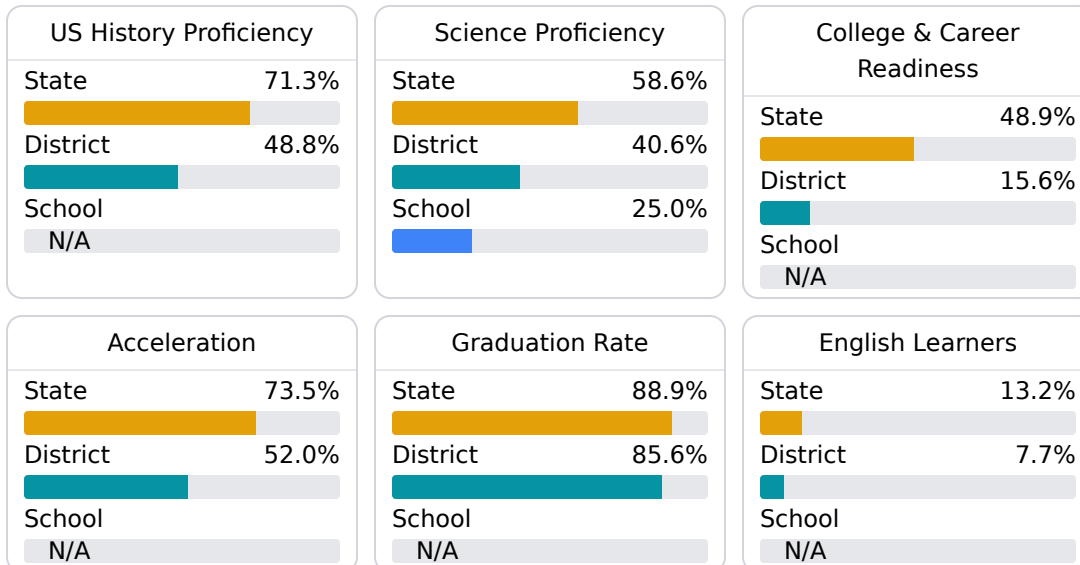 US History Proficiency
State 71.3%
District 48.8%
School
N/A
Science Proficiency
State 58.6%
District 40.6%
School 25.0%
College & Career
Readiness
State 48.9%
District 15.6%
School
N/A
Acceleration
State 73.5%
District 52.0%
School
N/A
Graduation Rate
State 88.9%
District 85.6%
School
N/A
English Learners
State 13.2%
District 7.7%
School
N/A